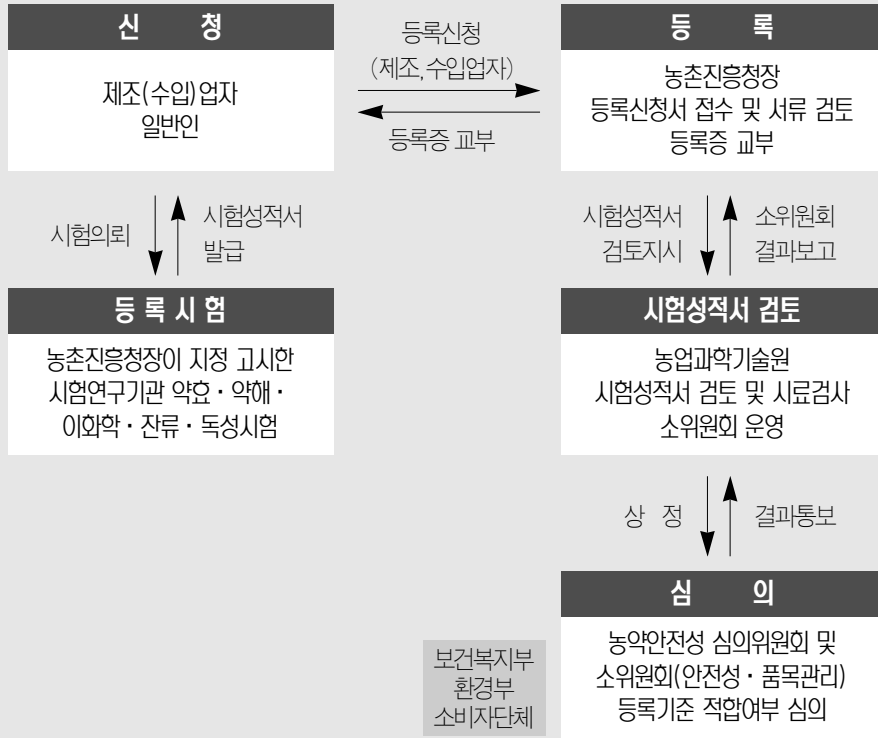 신 청
제조(수입)업자
일반인
등록신청
(제조,수입업자)
등록증 교부
등 록
농촌진흥청장
등록신청서 접수 및 서류 검토
등록증 교부
시험의뢰
시험성적서
발급
시험성적서
검토지시
소위원회
결과보고
등 록 시 험
농촌진흥청장이 지정 고시한
시험연구기관 약효·약해·
이화학·잔류·독성시험
시험성적서 검토
농업과학기술원
시험성적서 검토 및 시료검사
소위원회 운영
상 정
결과통보
심 의
농약안전성 심의위원회 및
소위원회(안전성·품목관리)
등록기준 적합여부 심의
보건복지부
환경부
소비자단체